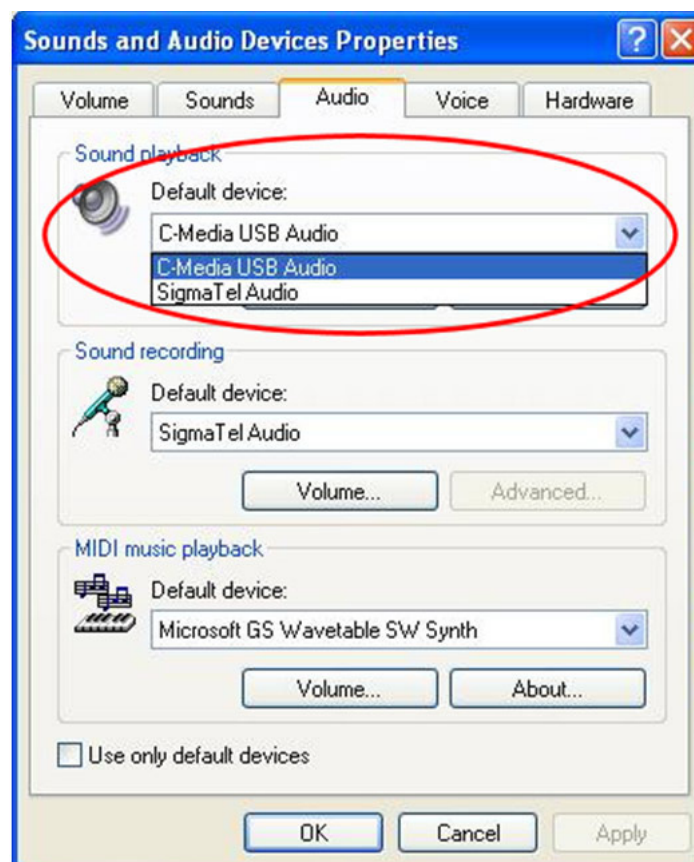 Sounds and Audio Devices Properties
Volume Sounds Audio Voice Hardware
Sound playback
Default device:
C-Media USB Audio
C-Media USB Audio
SigmaTel Audio
Sound recording
Default device:
SigmaTel Audio
Volume... Advanced...
MIDI music playback
Default device:
Microsoft GS Wavetable SW Synth
Volume... About...
Use only default devices
OK Cancel Apply